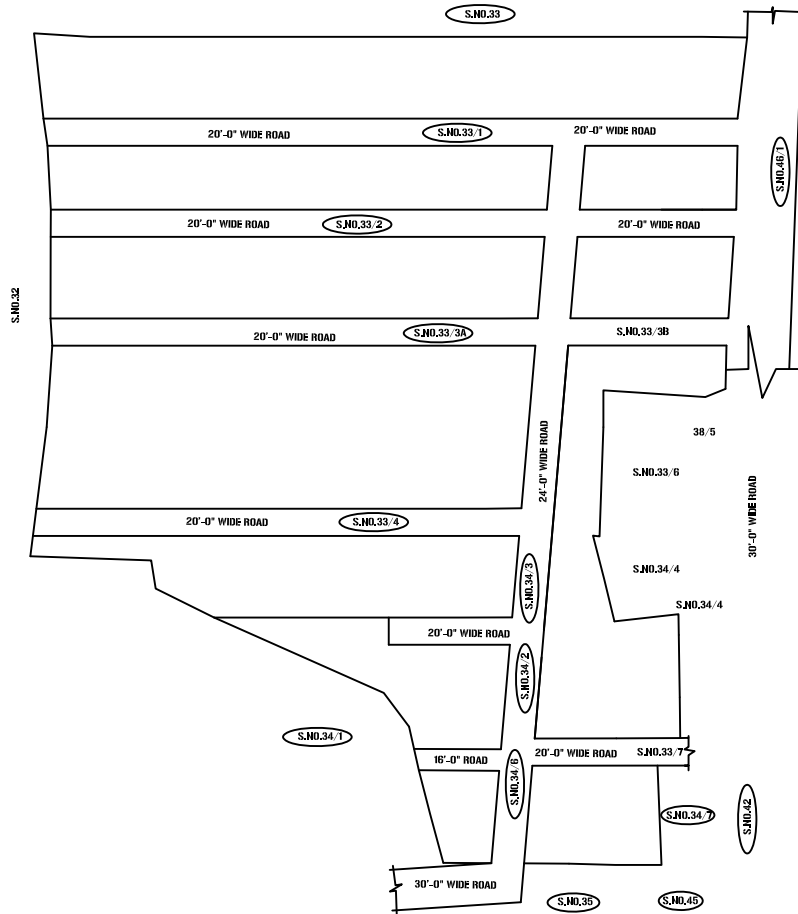 S.NO.33
20'-0" WIDE ROAD
S.NO.33/1
20'-0" WIDE ROAD
S.NO.46/1
20'-0" WIDE ROAD
S.NO.33/2
20'-0" WIDE ROAD
S.NO.32
20'-0" WIDE ROAD
S.NO.33/3A
S.NO.33/3B
38/5
24'-0" WIDE ROAD
S.NO.33/6
30'-0" WIDE ROAD
20'-0" WIDE ROAD
S.NO.33/4
S.NO.34/3
S.NO.34/4
S.NO.34/4
20'-0" WIDE ROAD
S.NO.34/2
S.NO.34/1
16'-0" ROAD
20'-0" WIDE ROAD
S.NO.33/7
S.NO.34/6
S.NO.34/7
S.NO.42
30'-0" WIDE ROAD
S.NO.35
S.NO.45